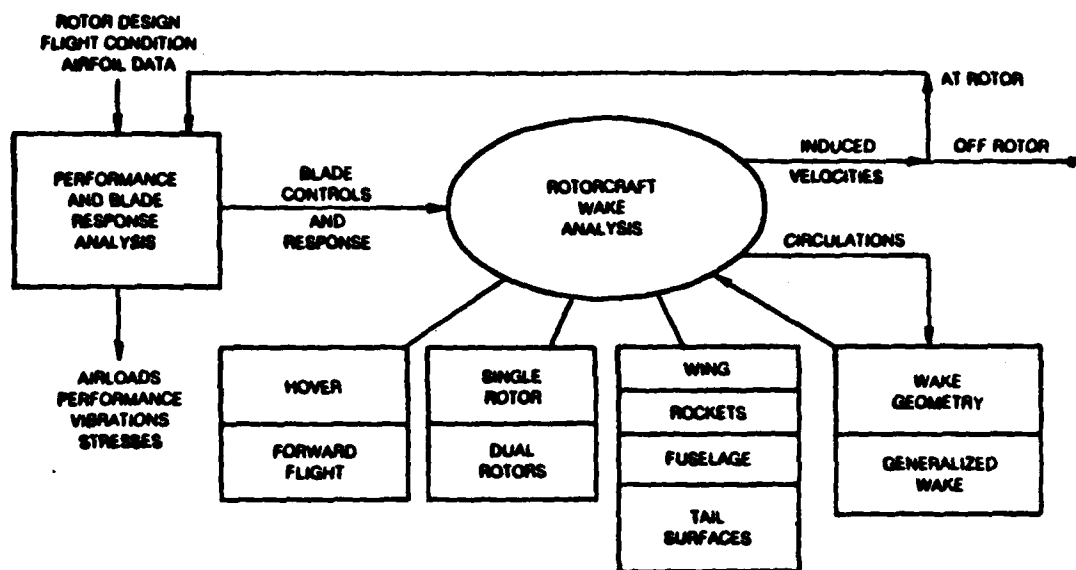 ROTOR DESIGN
FLIGHT CONDITION
AIRFOIL DATA
AT ROTOR
PERFORMANCE
AND BLADE
RESPONSE
ANALYSIS
BLADE
CONTROLS
AND
RESPONSE
ROTORCRAFT
WAKE
ANALYSIS
INDUCED
VELOCITIES
OFF ROTOR
CIRCULATIONS
AIRLOADS
PERFORMANCE
VIBRATIONS
STRESSES
HOVER
FORWARD
FLIGHT
SINGLE
ROTOR
DUAL
ROTORS
WING
ROCKETS
FUSELAGE
TAIL
SURFACES
WAKE
GEOMETRY
GENERALIZED
WAKE